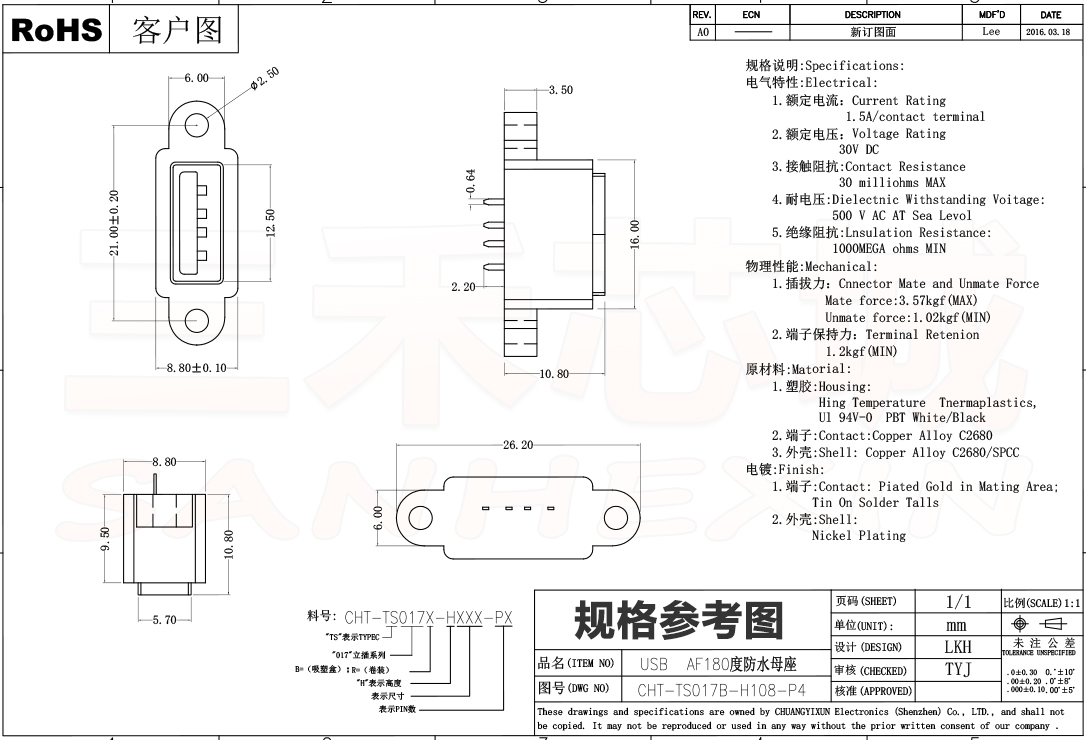 RoHS
客户图
REV. ECN DESCRIPTION MDF'D DATE
A0 新订图面 Lee 2016.03.18
规格说明:Specifications:
电气特性:Electrical:
1.额定电流: Current Rating
1.5A/contact terminal
2.额定电压: Voltage Rating
30V DC
3.接触阻抗:Contact Resistance
30 milliohms MAX
4.耐电压:Dielectnic Withstanding Voitage:
500 V AC AT Sea Levol
5.绝缘阻抗:Lnsulation Resistance:
1000MEGA ohms MIN
物理性能:Mechanical:
1.插拔力: Cnnector Mate and Unmate Force
Mate force:3.57kgf(MAX)
Unmate force:1.02kgf(MIN)
2.端子保持力: Terminal Retenion
1.2kgf(MIN)
原材料:Matorial:
1.塑胶:Housing:
Hing Temperature Tnermaplastics,
Ul 94V-0 PBT White/Black
2.端子:Contact:Copper Alloy C2680
3.外壳:Shell: Copper Alloy C2680/SPCC
电镀:Finish:
1.端子:Contact: Piated Gold in Mating Area;
Tin On Solder Talls
2.外壳:Shell:
Nickel Plating
6.00
ø2.50
21.00±0.20
12.50
8.80±0.10
3.50
0.64
2.20
16.00
10.80
8.80
9.50
10.80
5.70
26.20
6.00
三禾芯诚
SANHEXIN
料号: CHT-TS017X-HXXX-PX
"TS"表示TYPEC
"017"立插系列
B=(吸塑盒);R=(卷装)
"H"表示高度
表示尺寸
表示PIN数
规格参考图
品名(ITEM NO) USB AF180度防水母座
图号(DWG NO) CHT-TS017B-H108-P4
页码(SHEET) 1/1 比例(SCALE)1:1
单位(UNIT): mm
设计(DESIGN) LKH
审核(CHECKED) TYJ
核准(APPROVED)
未注公差
TOLERANCE UNSPECIFIED
.0±0.30 0.°±10°
.00±0.20 .0°±8°
.000±0.10.00°±5°
These drawings and specifications are owned by CHUANGYIXUN Electronics (Shenzhen) Co., LTD., and shall not
be copied. It may not be reproduced or used in any way without the prior written consent of our company .